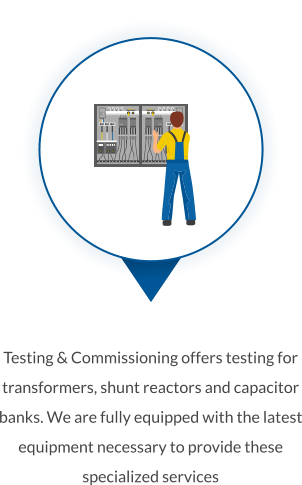 Testing & Commissioning offers testing for
transformers, shunt reactors and capacitor
banks. We are fully equipped with the latest
equipment necessary to provide these
specialized services